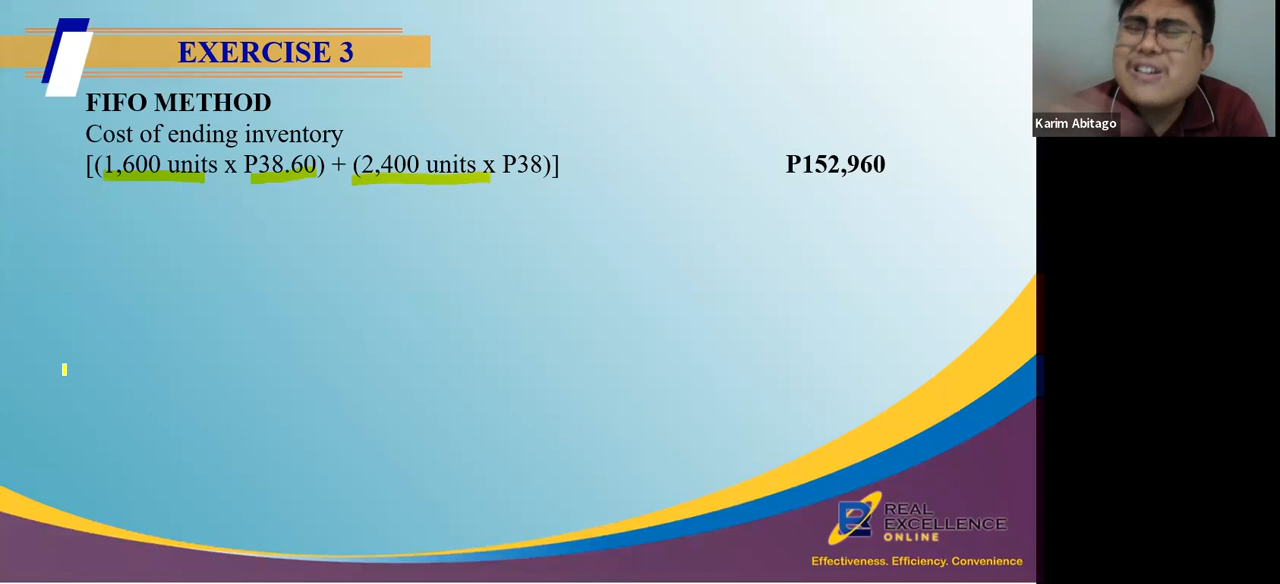 EXERCISE 3
Karim Abitago
FIFO METHOD
Cost of ending inventory
[(1,600 units x P38.60) + (2,400 units x P38)] P152,960
REAL
EXCELLENCE
ONLINE
Effectiveness. Efficiency. Convenience